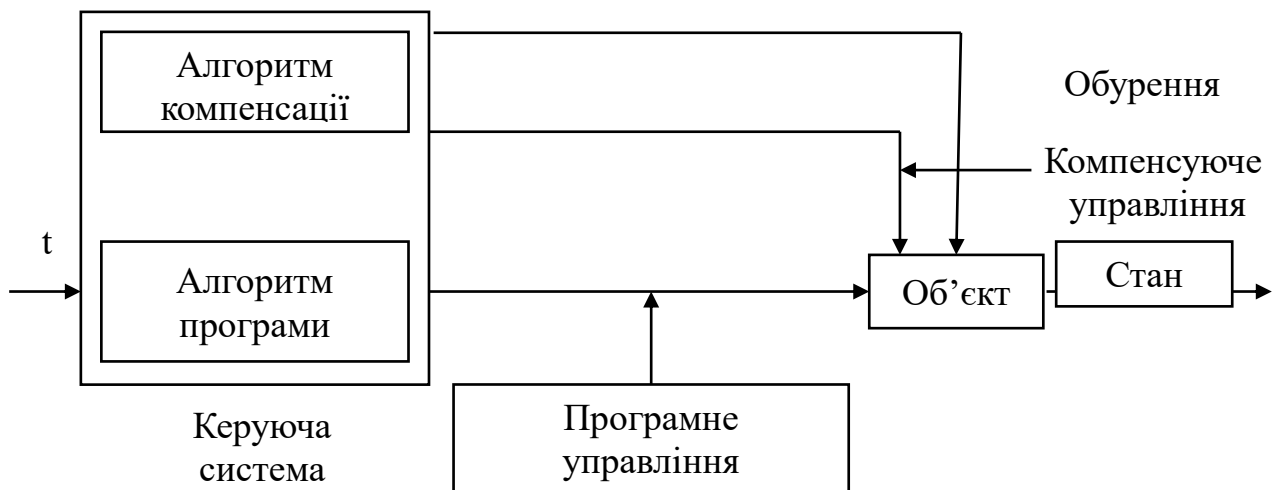 Алгоритм
компенсації
Обурення
Компенсуюче
управління
t
Алгоритм
програми
Об’єкт
Стан
Керуюча
система
Програмне
управління